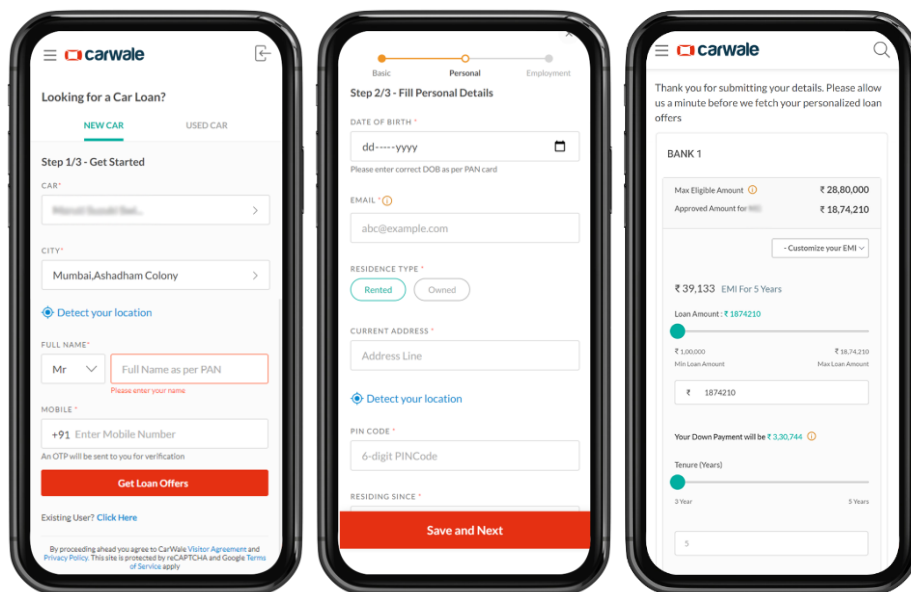 carwale
Looking for a Car Loan?
NEW CAR
USED CAR
Step 1/3 - Get Started
CAR*
CITY*
Mumbai,Ashadham Colony
Detect your location
FULL NAME*
Mr
Full Name as per PAN
Please enter your name
MOBILE *
+91 Enter Mobile Number
An OTP will be sent to you for verification
Get Loan Offers
Existing User? Click Here
By proceeding ahead you agree to CarWale Visitor Agreement and
Privacy Policy. This site is protected by reCAPTCHA and Google Terms
of Service apply
Basic
Personal
Employment
Step 2/3 - Fill Personal Details
DATE OF BIRTH *
dd-----yyyy
Please enter correct DOB as per PAN card
EMAIL *
abc@example.com
RESIDENCE TYPE *
Rented
Owned
CURRENT ADDRESS *
Address Line
Detect your location
PIN CODE *
6-digit PINCode
RESIDING SINCE *
Save and Next
carwale
Thank you for submitting your details. Please allow
us a minute before we fetch your personalized loan
offers
BANK 1
Max Eligible Amount
₹ 28,80,000
Approved Amount for
₹ 18,74,210
- Customize your EMI
₹ 39,133 EMI For 5 Years
Loan Amount : ₹ 1874210
₹ 1,00,000
₹ 18,74,210
Min Loan Amount
Max Loan Amount
₹ 1874210
Your Down Payment will be ₹ 3,30,744
Tenure (Years)
3 Year
5 Years
5